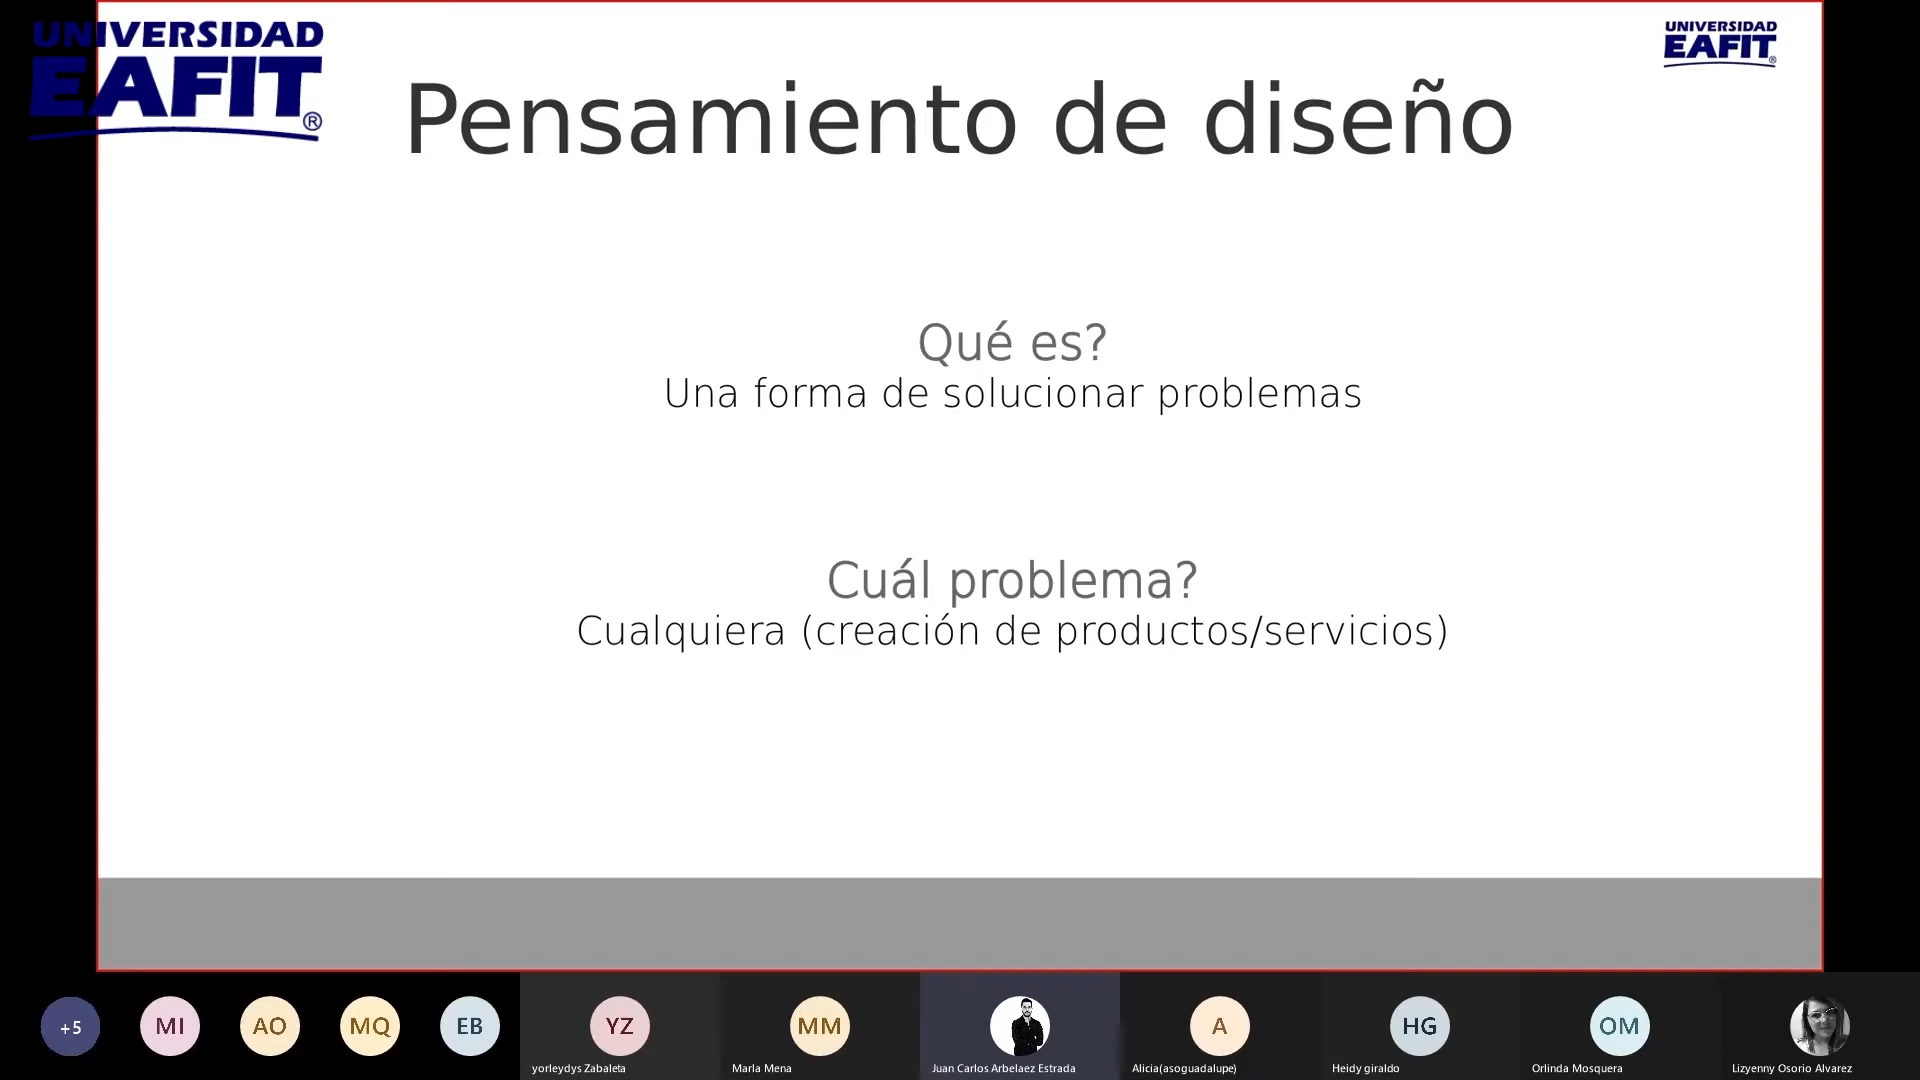 UNIVERSIDAD
EAFIT®
UNIVERSIDAD
EAFIT®
Pensamiento de diseño
Qué es?
Una forma de solucionar problemas
Cuál problema?
Cualquiera (creación de productos/servicios)
+5
MI
AO
MQ
EB
YZ
MM
A
HG
OM
yorleydys Zabaleta
Marla Mena
Juan Carlos Arbelaez Estrada
Alicia(asoguadalupe)
Heidy giraldo
Orlinda Mosquera
Lizyenny Osorio Alvarez